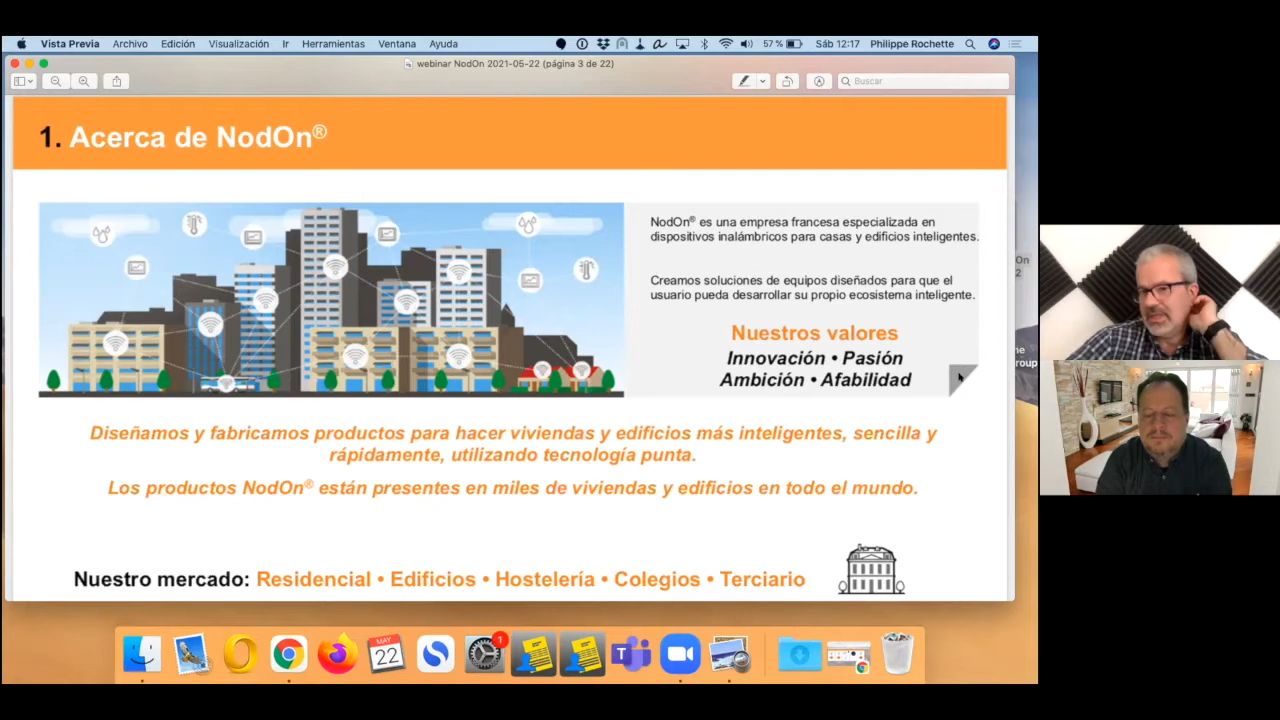 Vista Previa Archivo Edición Visualización Ir Herramientas Ventana Ayuda 57 % Sáb 12:17 Philippe Rochette
webinar NodOn 2021-05-22 (página 3 de 22)
Buscar
1. Acerca de NodOn®
NodOn® es una empresa francesa especializada en
dispositivos inalámbricos para casas y edificios inteligentes.
Creamos soluciones de equipos diseñados para que el
usuario pueda desarrollar su propio ecosistema inteligente.
Nuestros valores
Innovación • Pasión
Ambición • Afabilidad
Diseñamos y fabricamos productos para hacer viviendas y edificios más inteligentes, sencilla y
rápidamente, utilizando tecnología punta.
Los productos NodOn® están presentes en miles de viviendas y edificios en todo el mundo.
Nuestro mercado: Residencial • Edificios • Hostelería • Colegios • Terciario
MAY
22
1
T